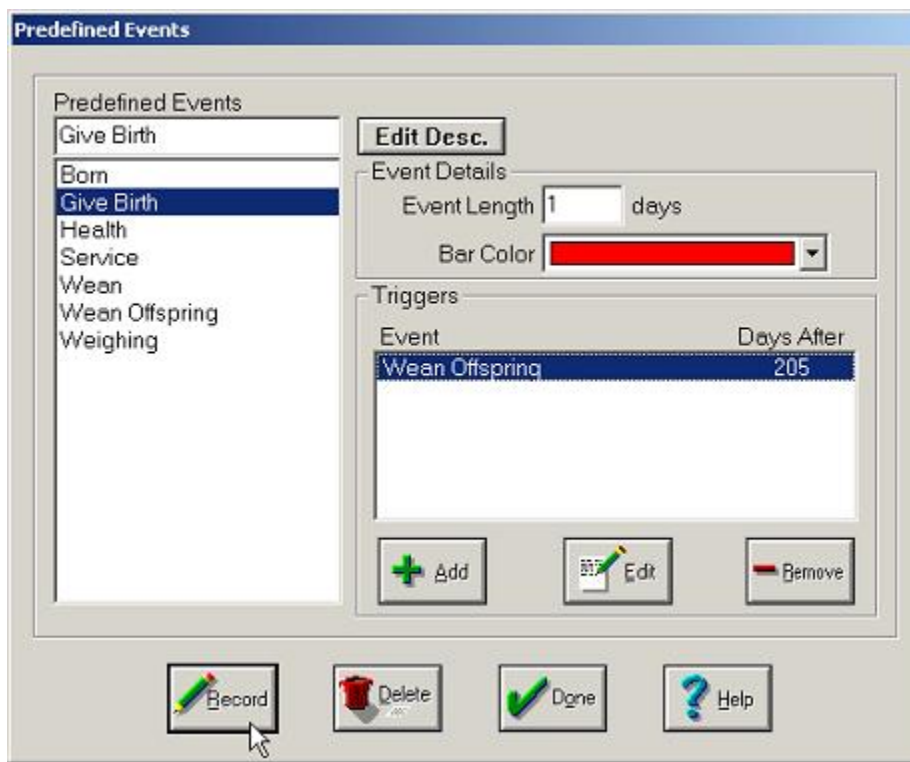 Predefined Events
Predefined Events
Give Birth
Edit Desc.
Born
Give Birth
Health
Service
Wean
Wean Offspring
Weighing
Event Details
Event Length 1 days
Bar Color
Triggers
Event Days After
Wean Offspring 205
Add
Edit
Remove
Record
Delete
Done
Help